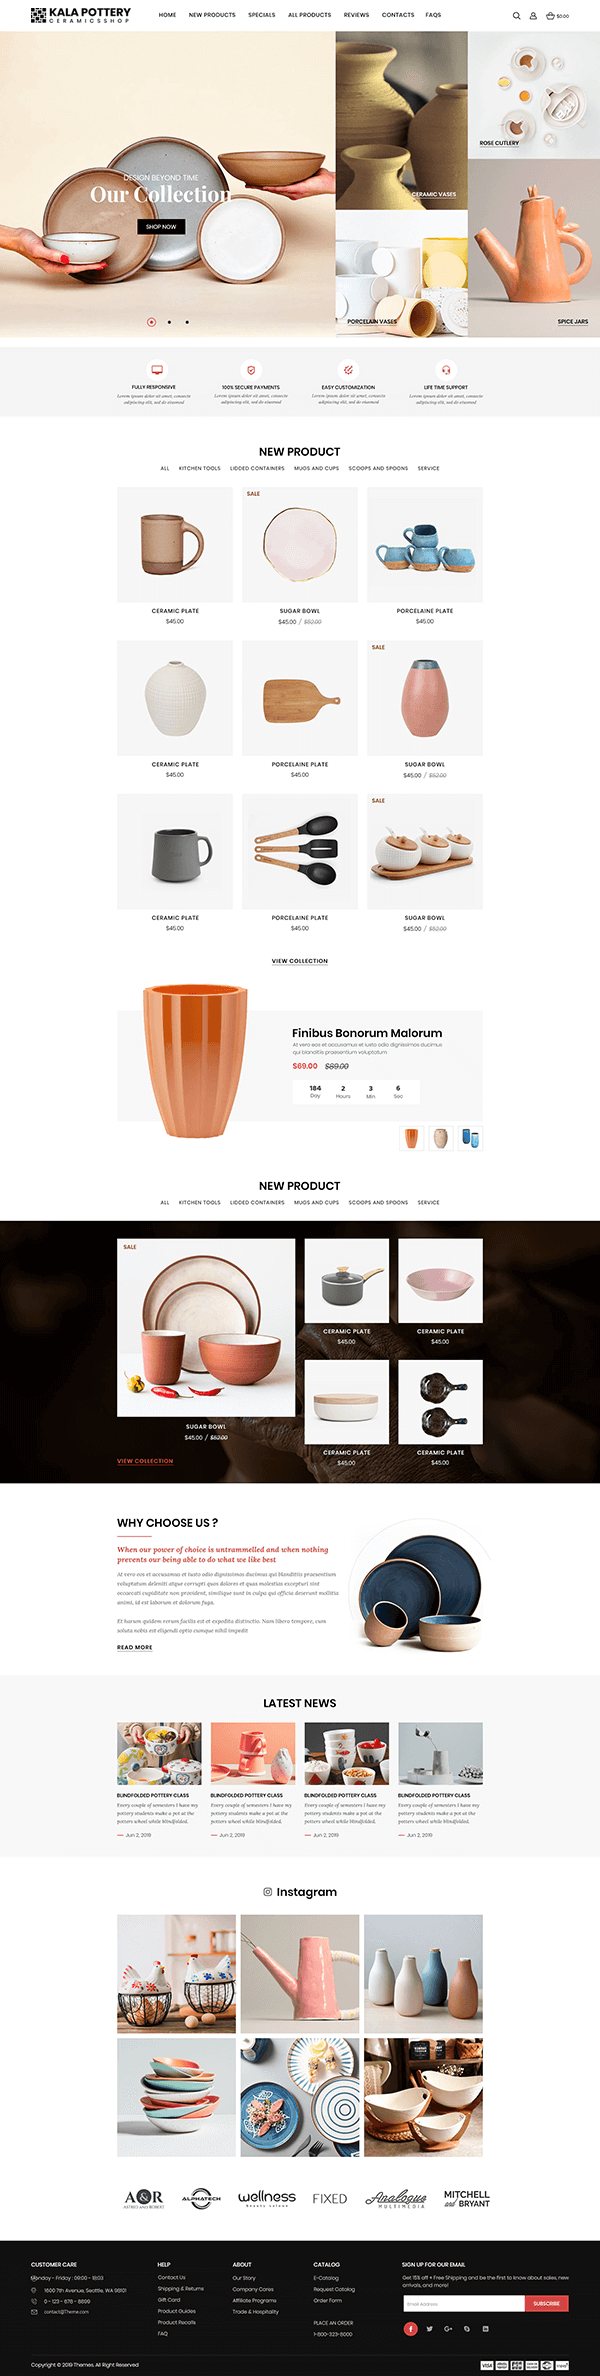 KALA POTTERY
CERAMICSSHOP
HOME NEW PRODUCTS SPECIALS ALL PRODUCTS REVIEWS CONTACTS FAQS
$0.00
DESIGN BEYOND TIME
Our Collection
SHOP NOW
CERAMIC VASES
ROSE CUTLERY
PORCELAIN VASES
SPICE JARS
FULLY RESPONSIVE
Lorem ipsum dolor sit amet, consecte
adipiscing elit, sed do eiusmod
100% SECURE PAYMENTS
Lorem ipsum dolor sit amet, consecte
adipiscing elit, sed do eiusmod
EASY CUSTOMIZATION
Lorem ipsum dolor sit amet, consecte
adipiscing elit, sed do eiusmod
LIFE TIME SUPPORT
Lorem ipsum dolor sit amet, consecte
adipiscing elit, sed do eiusmod
NEW PRODUCT
ALL KITCHEN TOOLS LIDDED CONTAINERS MUGS AND CUPS SCOOPS AND SPOONS SERVICE
CERAMIC PLATE
$45.00
SALE
SUGAR BOWL
$45.00 / $52.00
PORCELAINE PLATE
$45.00
CERAMIC PLATE
$45.00
PORCELAINE PLATE
$45.00
SALE
SUGAR BOWL
$45.00 / $52.00
CERAMIC PLATE
$45.00
PORCELAINE PLATE
$45.00
SALE
SUGAR BOWL
$45.00 / $52.00
VIEW COLLECTION
Finibus Bonorum Malorum
At vero eos et accusamus et iusto odio dignissimos ducimus
qui blanditiis praesentium voluptatum
$69.00 $89.00
184 2 3 6
Day Hours Min Sec
NEW PRODUCT
ALL KITCHEN TOOLS LIDDED CONTAINERS MUGS AND CUPS SCOOPS AND SPOONS SERVICE
SALE
SUGAR BOWL
$45.00 / $52.00
VIEW COLLECTION
CERAMIC PLATE
$45.00
CERAMIC PLATE
$45.00
CERAMIC PLATE
$45.00
CERAMIC PLATE
$45.00
WHY CHOOSE US ?
When our power of choice is untrammelled and when nothing
prevents our being able to do what we like best
At vero eos et accusamus et iusto odio dignissimos ducimus qui blanditiis praesentium
voluptatum deleniti atque corrupti quos dolores et quas molestias excepturi sint
occaecati cupiditate non provident, similique sunt in culpa qui officia deserunt mollitia
animi, id est laborum et dolorum fuga.
Et harum quidem rerum facilis est et expedita distinctio. Nam libero tempore, cum
soluta nobis est eligendi optio cumque nihil impedit
READ MORE
LATEST NEWS
BLINDFOLDED POTTERY CLASS
Every couple of semesters I have my
pottery students make a pot at the
pottery wheel while blindfolded.
Jun 2, 2019
BLINDFOLDED POTTERY CLASS
Every couple of semesters I have my
pottery students make a pot at the
pottery wheel while blindfolded.
Jun 2, 2019
BLINDFOLDED POTTERY CLASS
Every couple of semesters I have my
pottery students make a pot at the
pottery wheel while blindfolded.
Jun 2, 2019
BLINDFOLDED POTTERY CLASS
Every couple of semesters I have my
pottery students make a pot at the
pottery wheel while blindfolded.
Jun 2, 2019
Instagram
A&R
ALPHATECH
wellness
beauty salon
FIXED
Analogue
MULTIMEDIA
MITCHELL
and BRYANT
CUSTOMER CARE
Monday - Friday : 09:00 - 18:03
1600 7th Avenue, Seattle, WA 98101
0 - 123 - 678 - 8899
contact@Theme.com
HELP
Contact Us
Shipping & Returns
Gift Card
Product Guides
Product Recalls
FAQ
ABOUT
Our Story
Company Cares
Affiliate Programs
Trade & Hospitality
CATALOG
E-Catalog
Request Catalog
Order Form
PLACE AN ORDER
1-800-323-8000
SIGN UP FOR OUR EMAIL
Get 15% off + Free Shipping and be the first to know about sales, new
arrivals, and more!
Email Address
SUBSCRIBE
Copyright © 2019 Themes, All Right Reserved
VISA